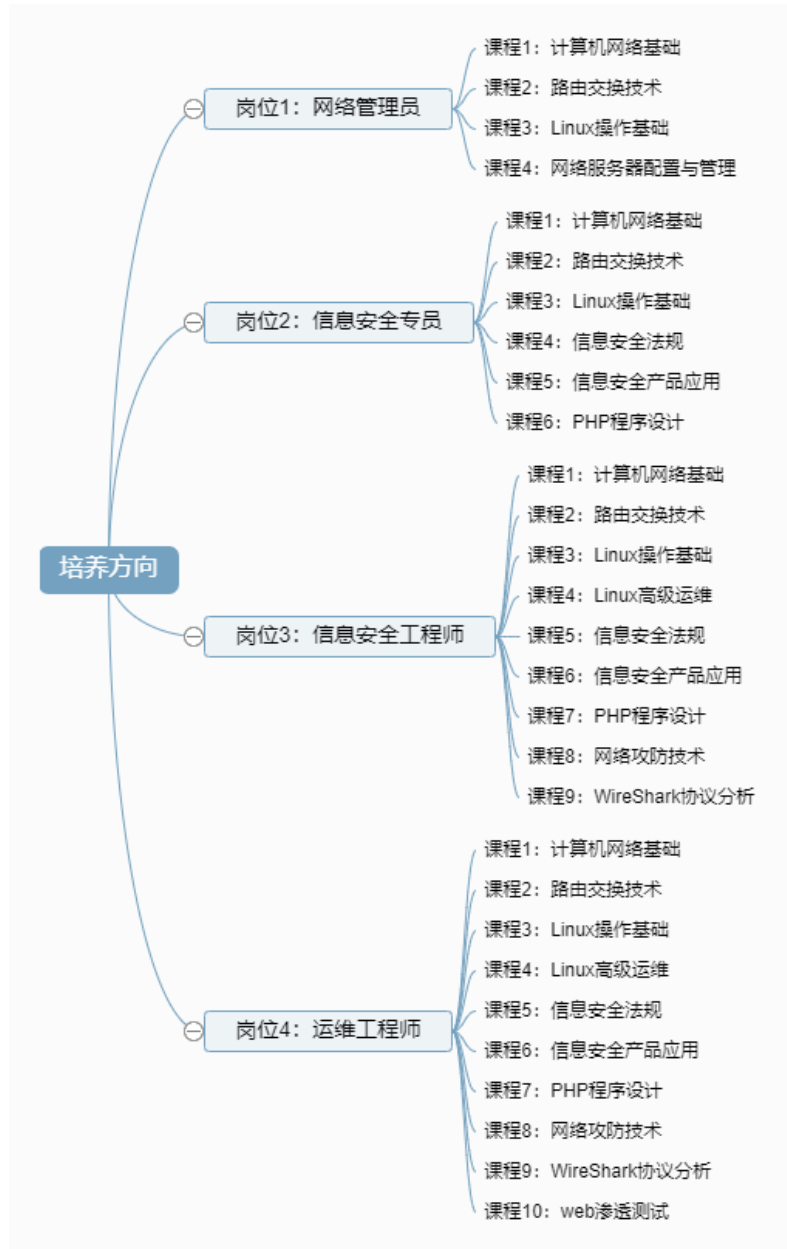 培养方向
岗位1：网络管理员
课程1：计算机网络基础
课程2：路由交换技术
课程3：Linux操作基础
课程4：网络服务器配置与管理
岗位2：信息安全专员
课程1：计算机网络基础
课程2：路由交换技术
课程3：Linux操作基础
课程4：信息安全法规
课程5：信息安全产品应用
课程6：PHP程序设计
岗位3：信息安全工程师
课程1：计算机网络基础
课程2：路由交换技术
课程3：Linux操作基础
课程4：Linux高级运维
课程5：信息安全法规
课程6：信息安全产品应用
课程7：PHP程序设计
课程8：网络攻防技术
课程9：WireShark协议分析
岗位4：运维工程师
课程1：计算机网络基础
课程2：路由交换技术
课程3：Linux操作基础
课程4：Linux高级运维
课程5：信息安全法规
课程6：信息安全产品应用
课程7：PHP程序设计
课程8：网络攻防技术
课程9：WireShark协议分析
课程10：web渗透测试